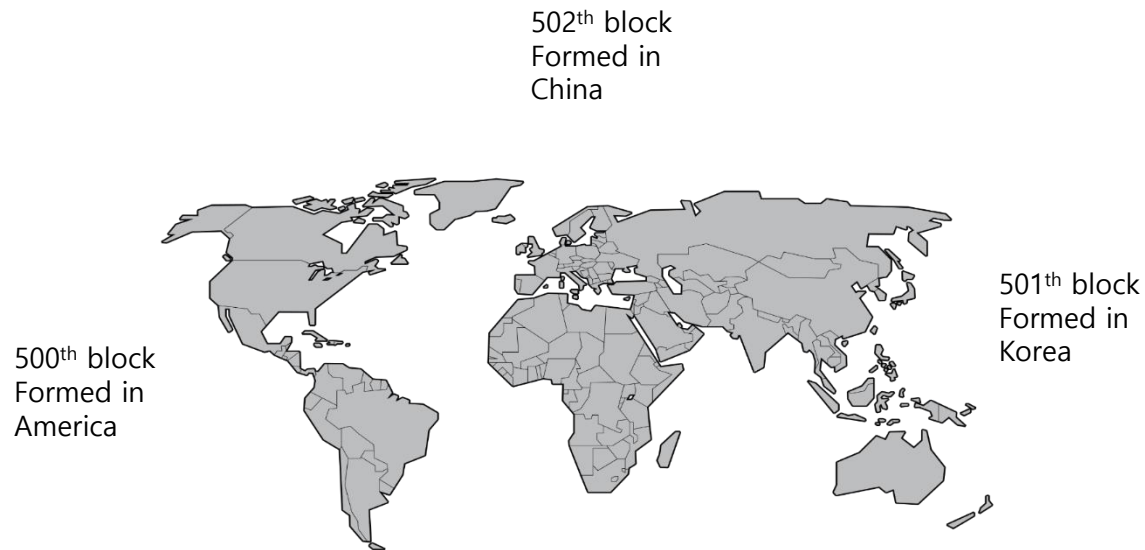 502th block
Formed in
China
501th block
Formed in
Korea
500th block
Formed in
America